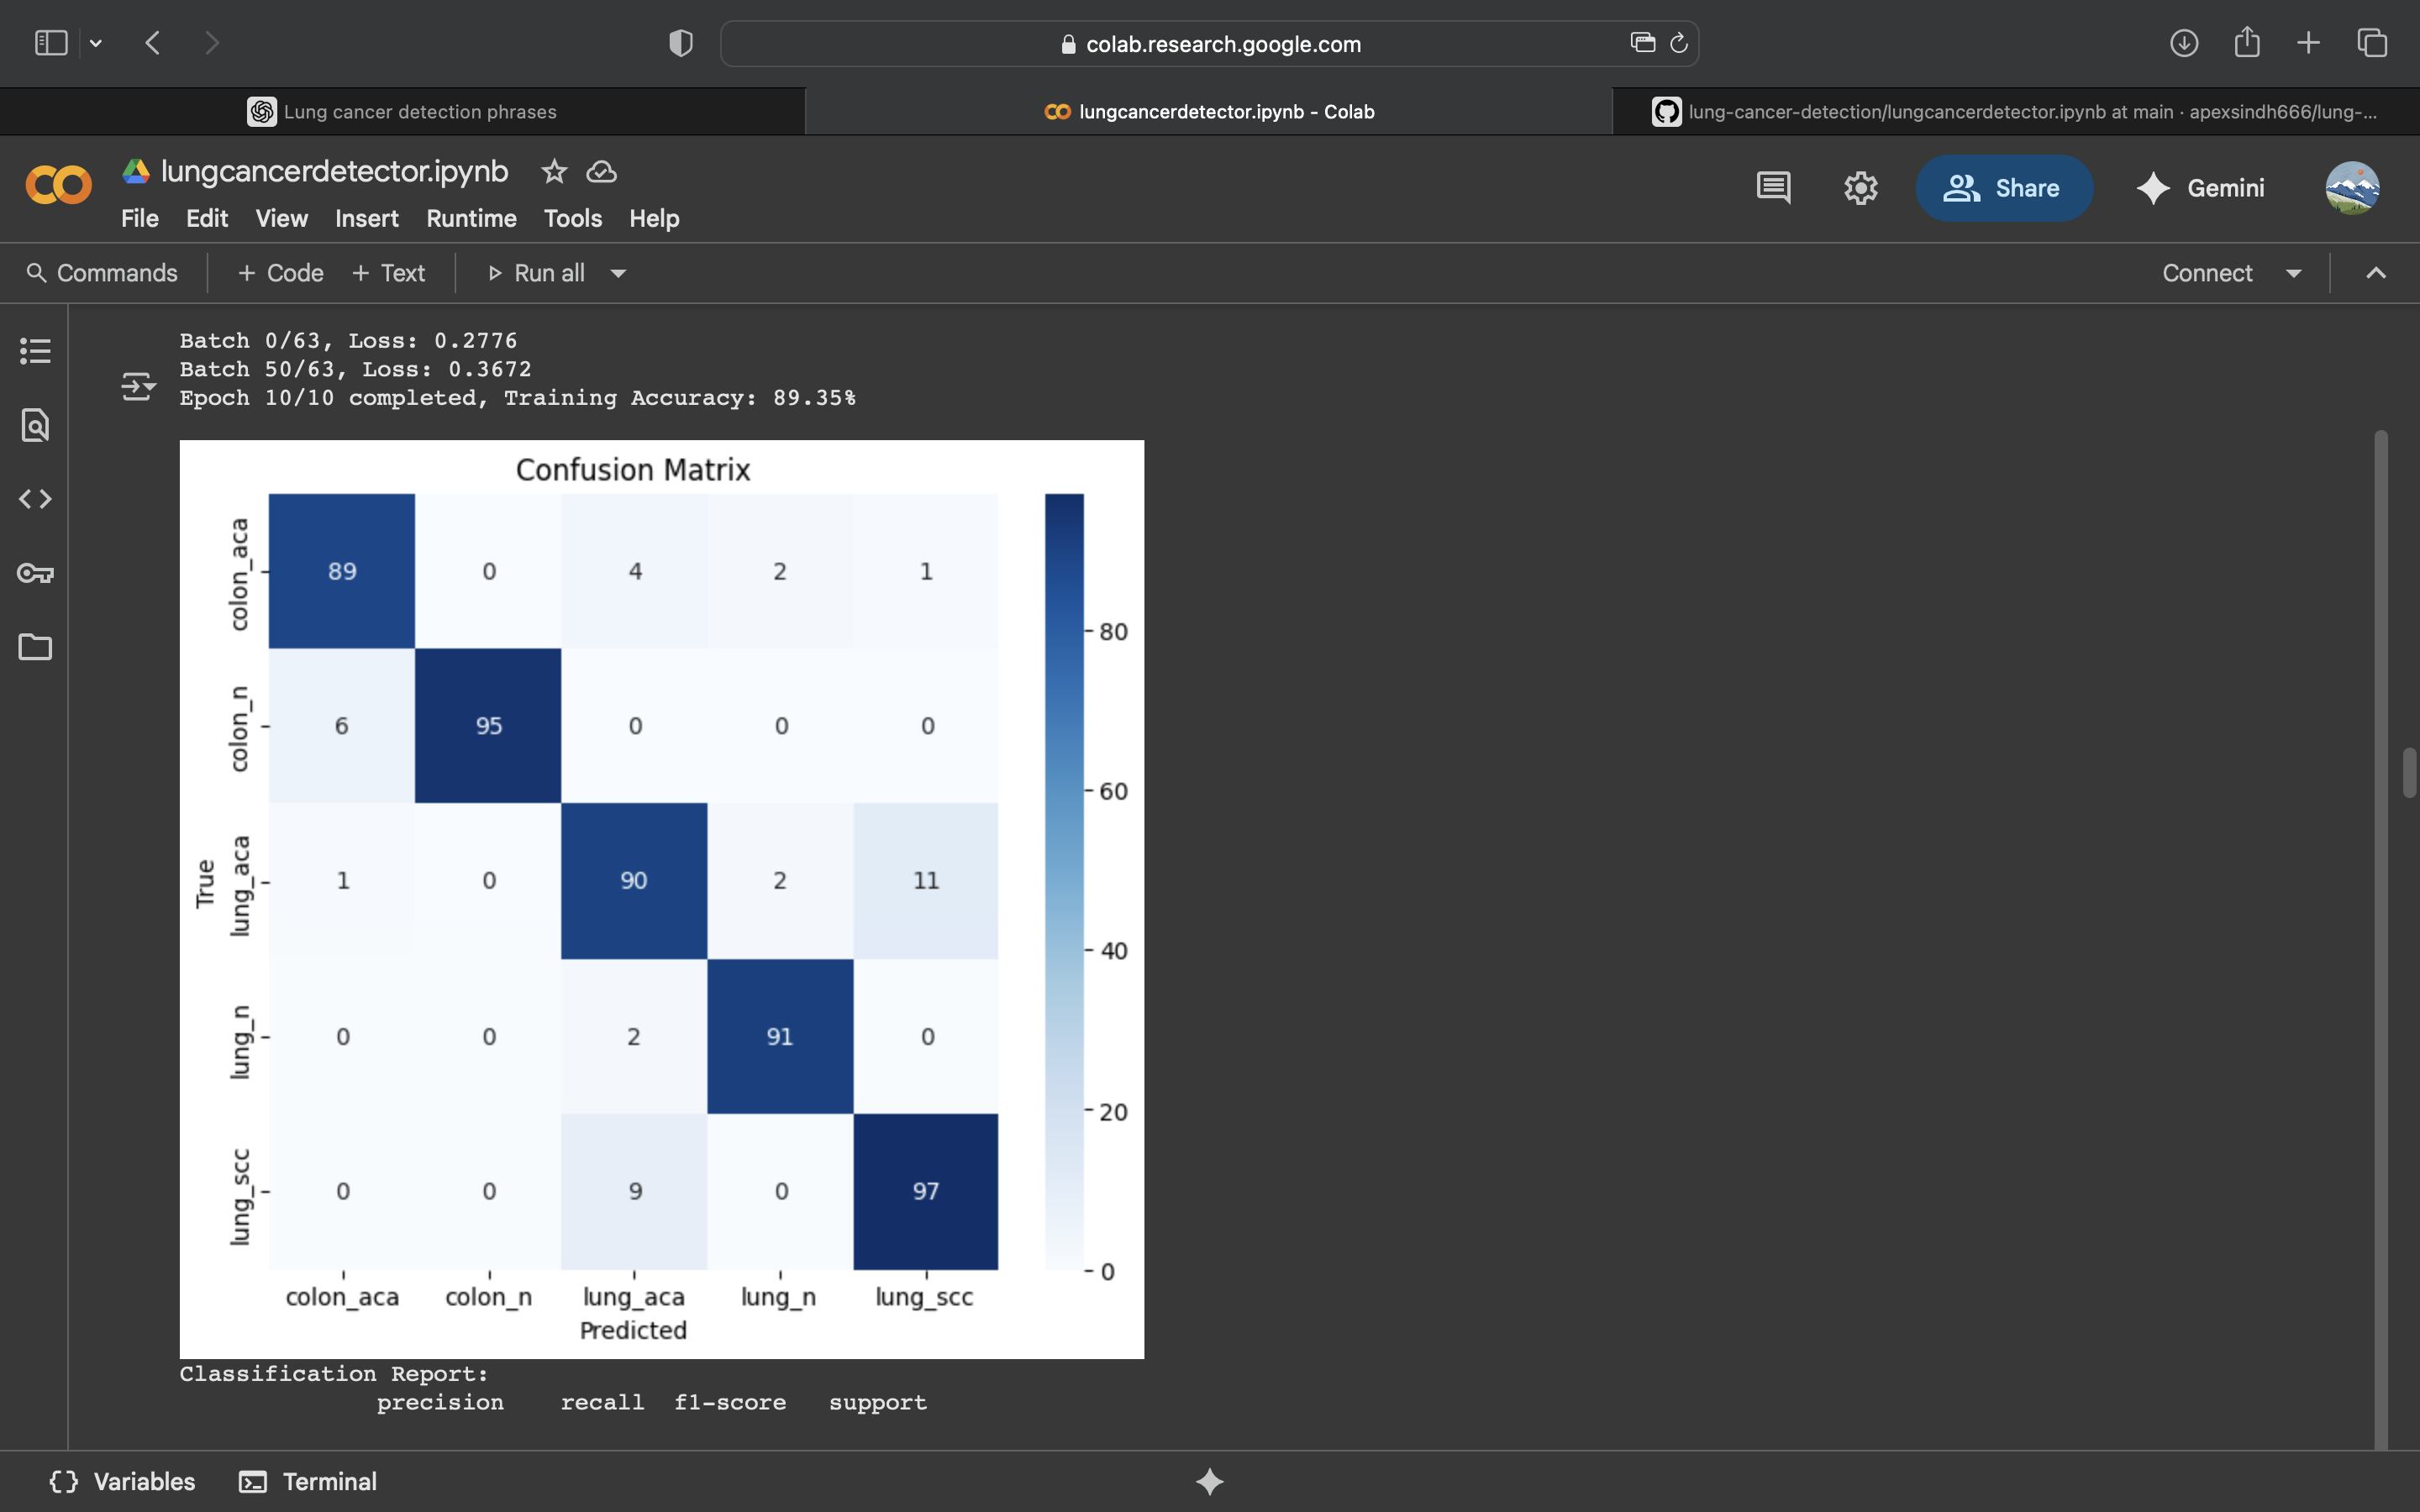 colab.research.google.com
Lung cancer detection phrases
lungcancerdetector.ipynb - Colab
lung-cancer-detection/lungcancerdetector.ipynb at main · apexsindh666/lung-...
lungcancerdetector.ipynb
File Edit View Insert Runtime Tools Help
Share
Gemini
Commands + Code + Text Run all
Connect
Batch 0/63, Loss: 0.2776
Batch 50/63, Loss: 0.3672
Epoch 10/10 completed, Training Accuracy: 89.35%
Confusion Matrix
colon_aca 89 0 4 2 1
colon_n 6 95 0 0 0
lung_aca 1 0 90 2 11
lung_n 0 0 2 91 0
lung_scc 0 0 9 0 97
True
80
60
40
20
0
colon_aca colon_n lung_aca lung_n lung_scc
Predicted
Classification Report:
precision recall f1-score support
{} Variables Terminal